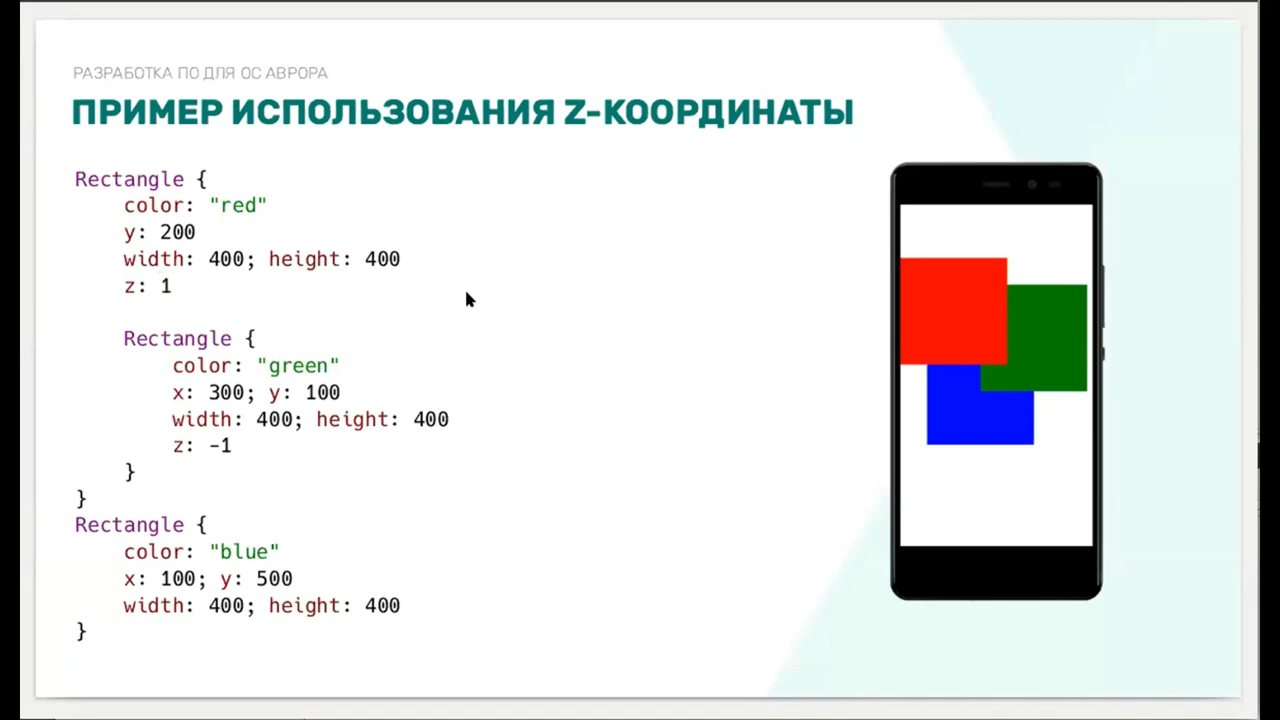 РАЗРАБОТКА ПО ДЛЯ ОС АВРОРА
ПРИМЕР ИСПОЛЬЗОВАНИЯ Z-КООРДИНАТЫ
Rectangle {
    color: "red"
    y: 200
    width: 400; height: 400
    z: 1

    Rectangle {
        color: "green"
        x: 300; y: 100
        width: 400; height: 400
        z: -1
    }
}
Rectangle {
    color: "blue"
    x: 100; y: 500
    width: 400; height: 400
}